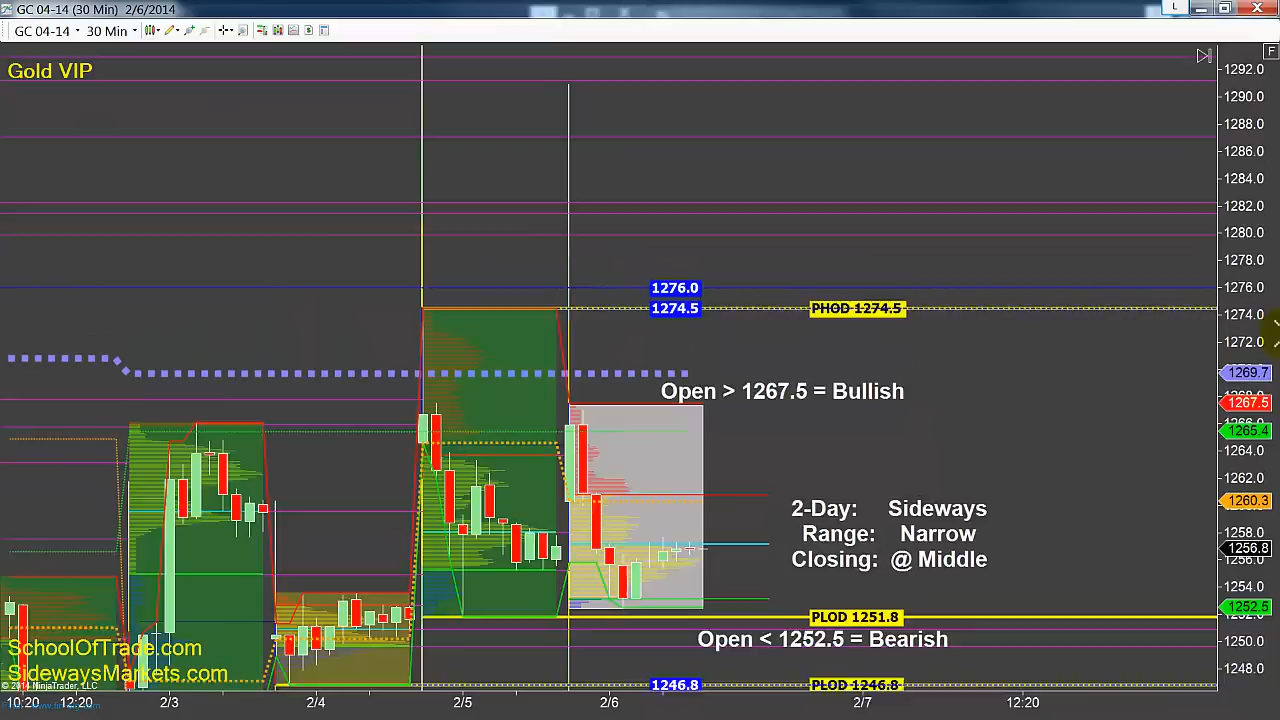 GC 04-14 (30 Min) 2/6/2014
L
GC 04-14 30 Min
F
Gold VIP
1292.0
1290.0
1288.0
1286.0
1284.0
1282.0
1280.0
1278.0
1276.0
1276.0
1274.5
PHOD 1274.5
1274.0
1272.0
1269.7
Open > 1267.5 = Bullish
1267.5
1265.4
1264.0
1262.0
1260.3
2-Day: Sideways
Range: Narrow
Closing: @ Middle
1258.0
1256.8
1256.0
1254.0
1252.5
PLOD 1251.8
Open < 1252.5 = Bearish
1250.0
1248.0
SchoolOfTrade.com
SidewaysMarkets.com
NinjaTrader, LLC
1246.8
PLOD 1246.8
10:20
12:20
2/3
2/4
2/5
2/6
2/7
12:20